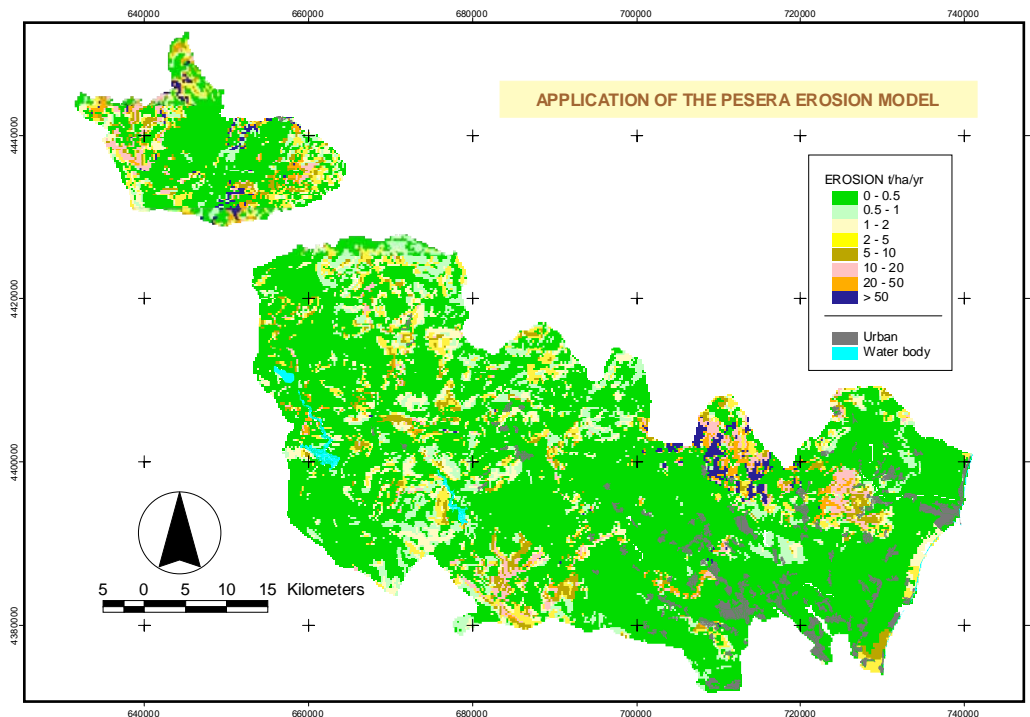 640000 660000 680000 700000 720000 740000
APPLICATION OF THE PESERA EROSION MODEL
4440000
4420000
4400000
4380000
EROSION t/ha/yr
0 - 0.5
0.5 - 1
1 - 2
2 - 5
5 - 10
10 - 20
20 - 50
> 50
Urban
Water body
5 0 5 10 15 Kilometers
640000 660000 680000 700000 720000 740000